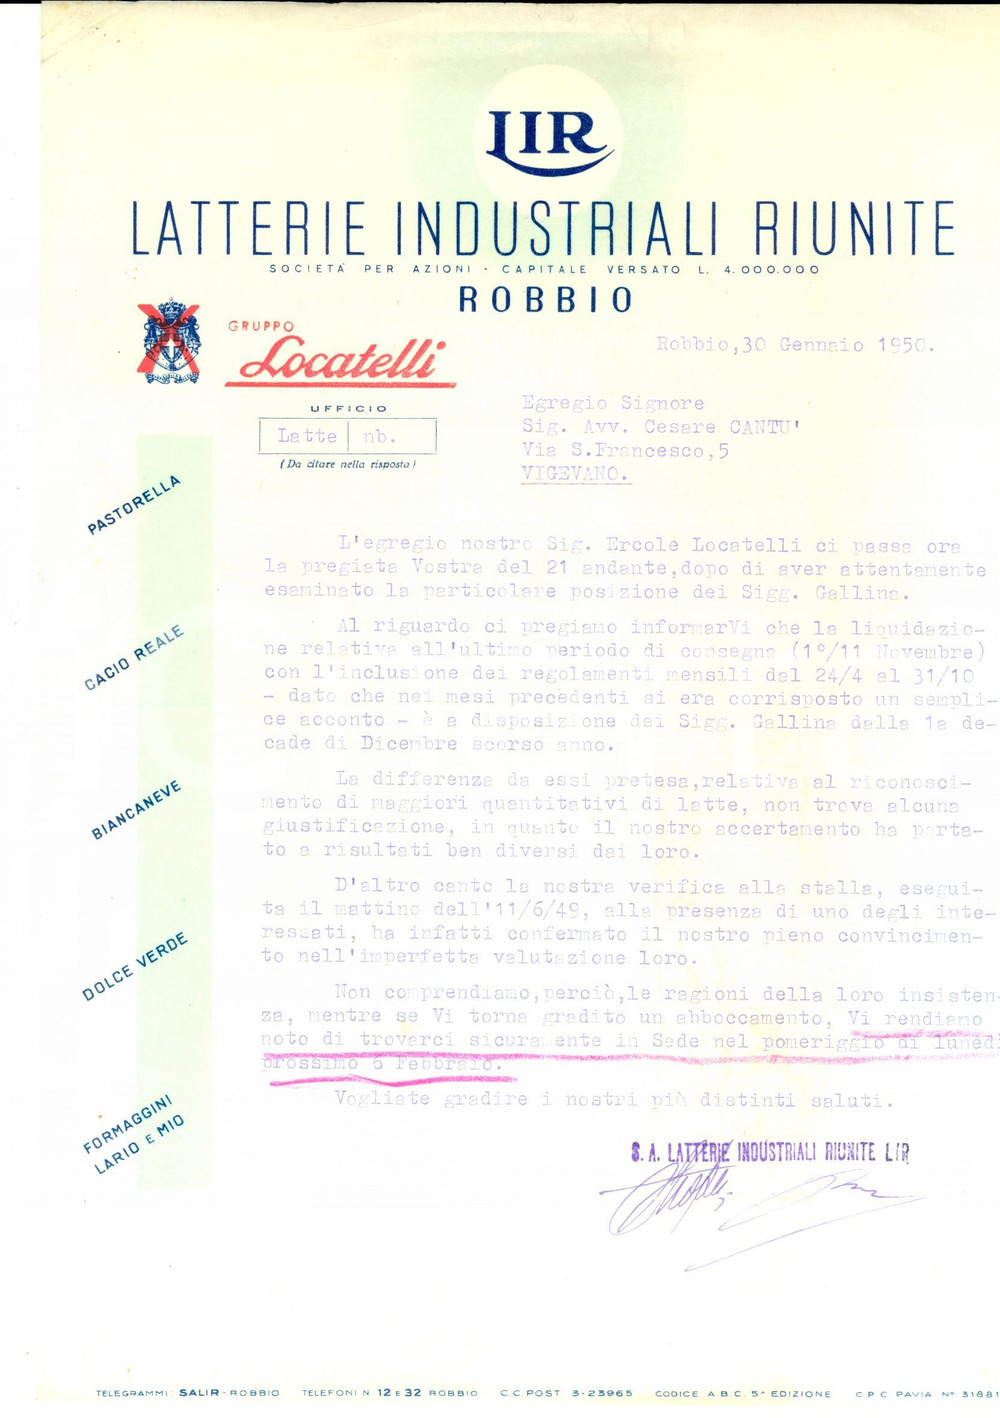 LIR
LATTERIE INDUSTRIALI RIUNITE
SOCIETÀ PER AZIONI · CAPITALE VERSATO L. 4.000.000
ROBBIO
GRUPPO
Locatelli
Robbio,30 Gennaio 1950.
UFFICIO
Latte nb.
(Da citare nella risposta)
Egregio Signore
Sig. Avv. Cesare CANTU'
Via S.Francesco,5
VIGEVANO.
PASTORELLA
CACIO REALE
BIANCANEVE
DOLCE VERDE
FORMAGGINI
LARIO E MIO
L'egregio nostro Sig. Ercole Locatelli ci passa ora
la pregiata Vostra del 21 andante,dopo di aver attentamente
esaminato la particolare posizione dei Sigg. Gallina.
Al riguardo ci pregiamo informarVi che la liquidazio-
ne relativa all'ultimo periodo di consegna (1°/11 Novembre)
con l'inclusione dei regolamenti mensili dal 24/4 al 31/10
- dato che nei mesi precedenti si era corrisposto un sempli-
ce acconto - è a disposizione dei Sigg. Gallina dalla 1a de-
cade di Dicembre scorso anno.
La differenza da essi pretesa,relativa al riconosci-
mento di maggiori quantitativi di latte, non trova alcuna
giustificazione, in quanto il nostro accertamento ha porta-
to a risultati ben diversi dai loro.
D'altro canto la nostra verifica alla stalla, esegui-
ta il mattino dell'11/6/49, alla presenza di uno degli inte-
ressati, ha infatti confermato il nostro pieno convincimen-
to nell'imperfetta valutazione loro.
Non comprendiamo,perciò,le ragioni della loro insisten-
za, mentre se Vi torna gradito un abboccamento, Vi rendiamo
noto di trovarci sicuramente in Sede nel pomeriggio di lunedì
prossimo 6 Febbraio.
Vogliate gradire i nostri più distinti saluti.
S. A. LATTERIE INDUSTRIALI RIUNITE LIR
TELEGRAMMI: SALIR - ROBBIO TELEFONI N 12 E 32 ROBBIO C.C. POST 3-23965 CODICE A.B.C. 5ª EDIZIONE C P C PAVIA Nº 31881